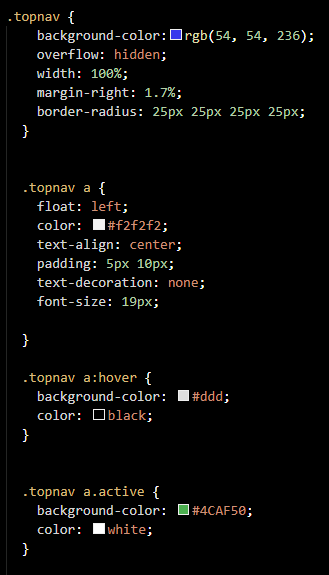 .topnav {
background-color: rgb(54, 54, 236);
overflow: hidden;
width: 100%;
margin-right: 1.7%;
border-radius: 25px 25px 25px 25px;
}
.topnav a {
float: left;
color: #f2f2f2;
text-align: center;
padding: 5px 10px;
text-decoration: none;
font-size: 19px;
}
.topnav a:hover {
background-color: #ddd;
color: black;
}
.topnav a.active {
background-color: #4CAF50;
color: white;
}